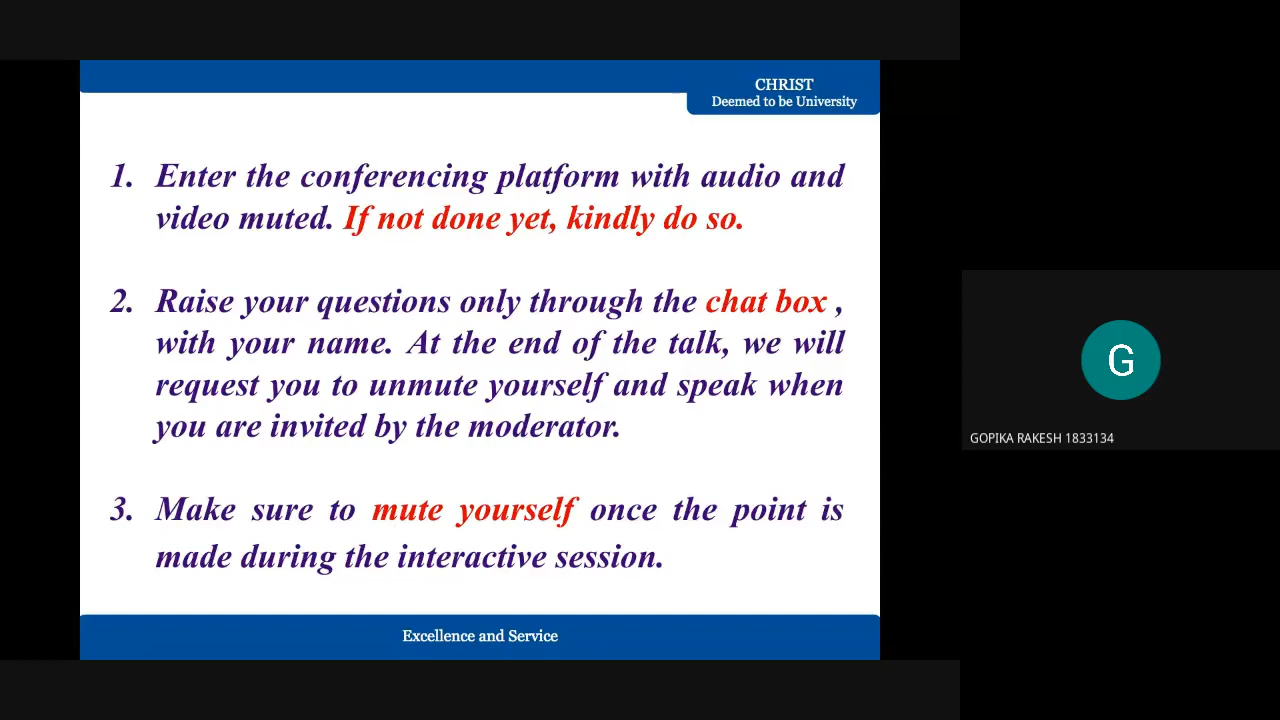 CHRIST
Deemed to be University
1. Enter the conferencing platform with audio and
video muted. If not done yet, kindly do so.
2. Raise your questions only through the chat box ,
with your name. At the end of the talk, we will
request you to unmute yourself and speak when
you are invited by the moderator.
3. Make sure to mute yourself once the point is
made during the interactive session.
Excellence and Service
G
GOPIKA RAKESH 1833134